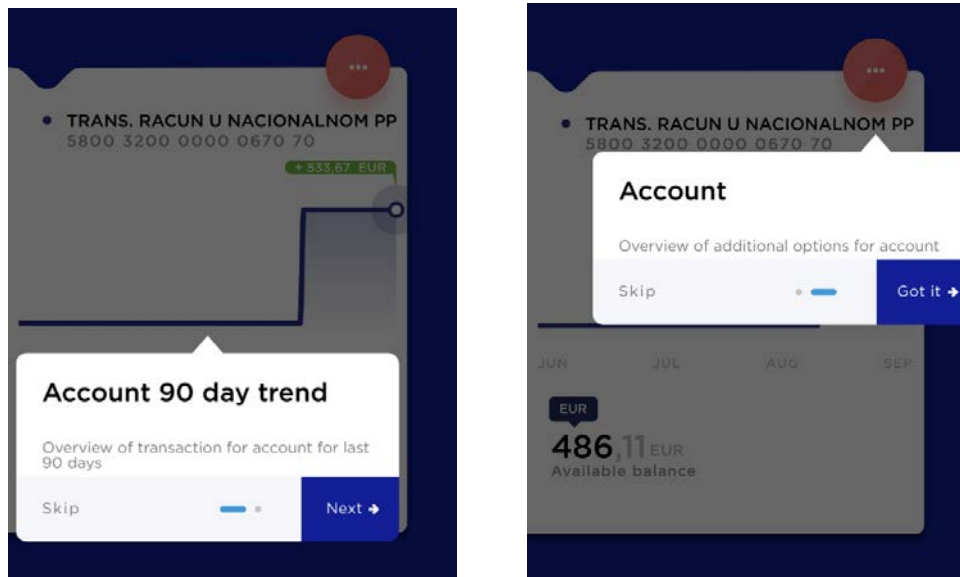 TRANS. RACUN U NACIONALNOM PP
5800 3200 0000 0670 70
+ 533,67 EUR
Account 90 day trend
Overview of transaction for account for last
90 days
Skip
Next
TRANS. RACUN U NACIONALNOM PP
5800 3200 0000 0670 70
Account
Overview of additional options for account
Skip
Got it
JUN JUL AUG SEP
EUR
486,11 EUR
Available balance